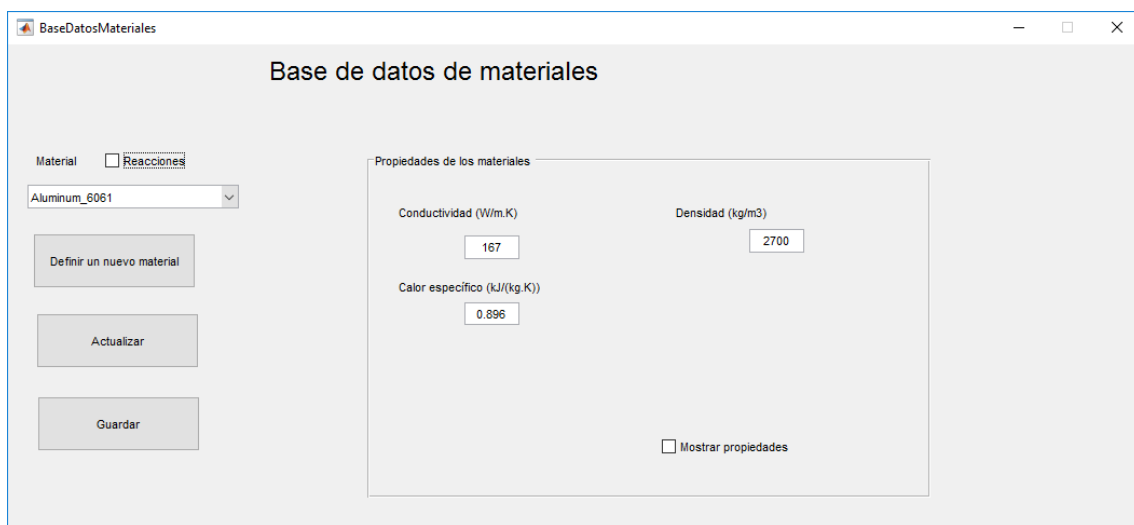 BaseDatosMateriales
Base de datos de materiales
Material
Reacciones
Aluminum_6061
Definir un nuevo material
Actualizar
Guardar
Propiedades de los materiales
Conductividad (W/m.K)
167
Densidad (kg/m3)
2700
Calor específico (kJ/(kg.K))
0.896
Mostrar propiedades